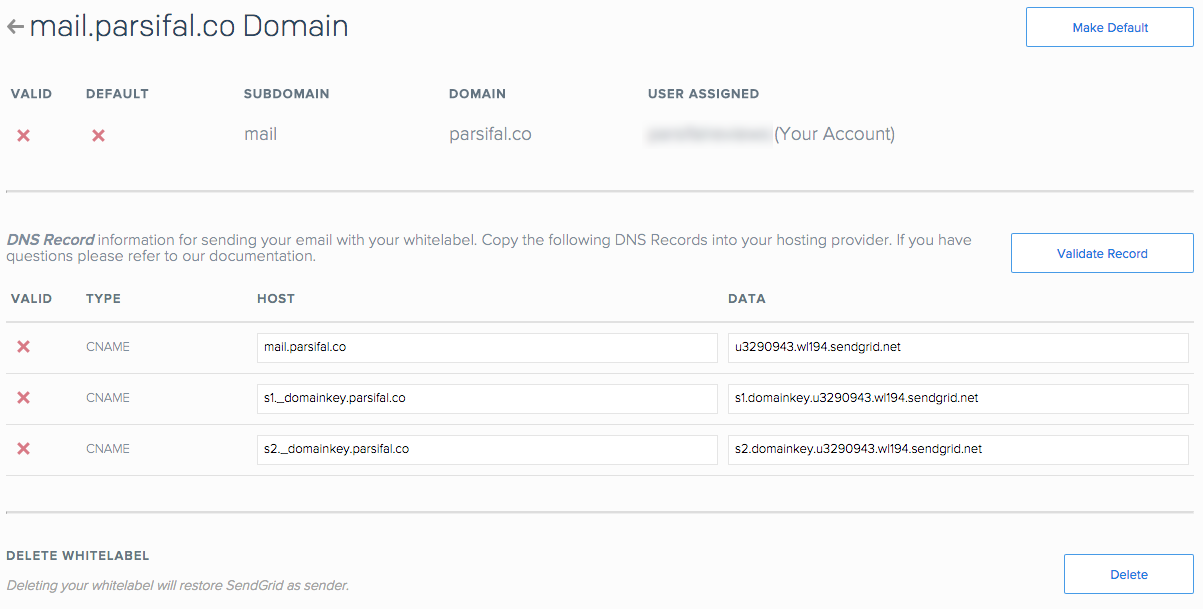 mail.parsifal.co Domain
Make Default
VALID DEFAULT SUBDOMAIN DOMAIN USER ASSIGNED
mail parsifal.co (Your Account)
DNS Record information for sending your email with your whitelabel. Copy the following DNS Records into your hosting provider. If you have
questions please refer to our documentation.
Validate Record
VALID TYPE HOST DATA
CNAME mail.parsifal.co u3290943.wl194.sendgrid.net
CNAME s1._domainkey.parsifal.co s1.domainkey.u3290943.wl194.sendgrid.net
CNAME s2._domainkey.parsifal.co s2.domainkey.u3290943.wl194.sendgrid.net
DELETE WHITELABEL
Deleting your whitelabel will restore SendGrid as sender.
Delete